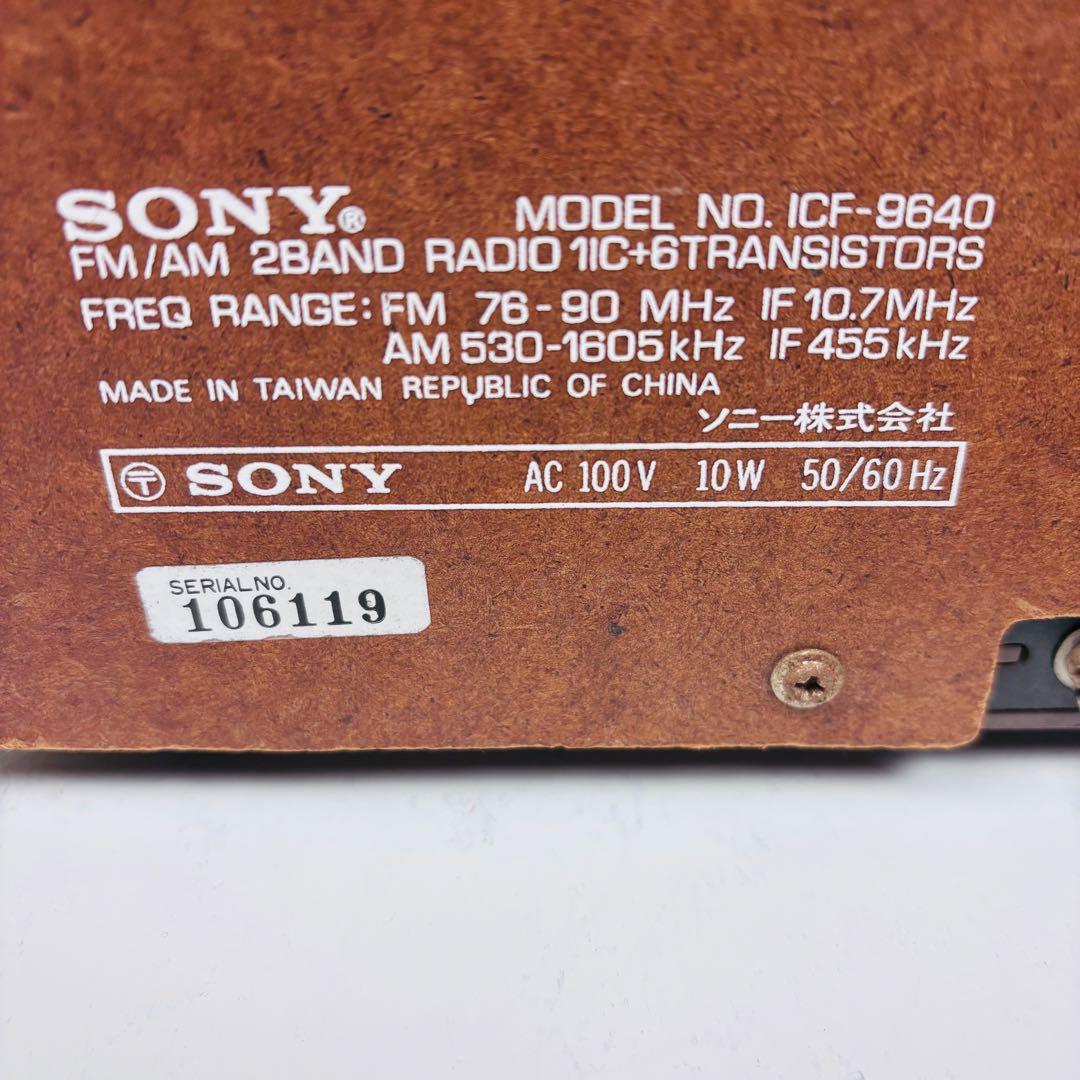 SONY® MODEL NO. ICF-9640
FM/AM 2BAND RADIO 1IC+6TRANSISTORS
FREQ RANGE: FM 76-90 MHz IF 10.7MHz
AM 530-1605kHz IF 455kHz
MADE IN TAIWAN REPUBLIC OF CHINA
ソニー株式会社
〶 SONY AC 100V 10W 50/60 Hz
SERIAL NO.
106119